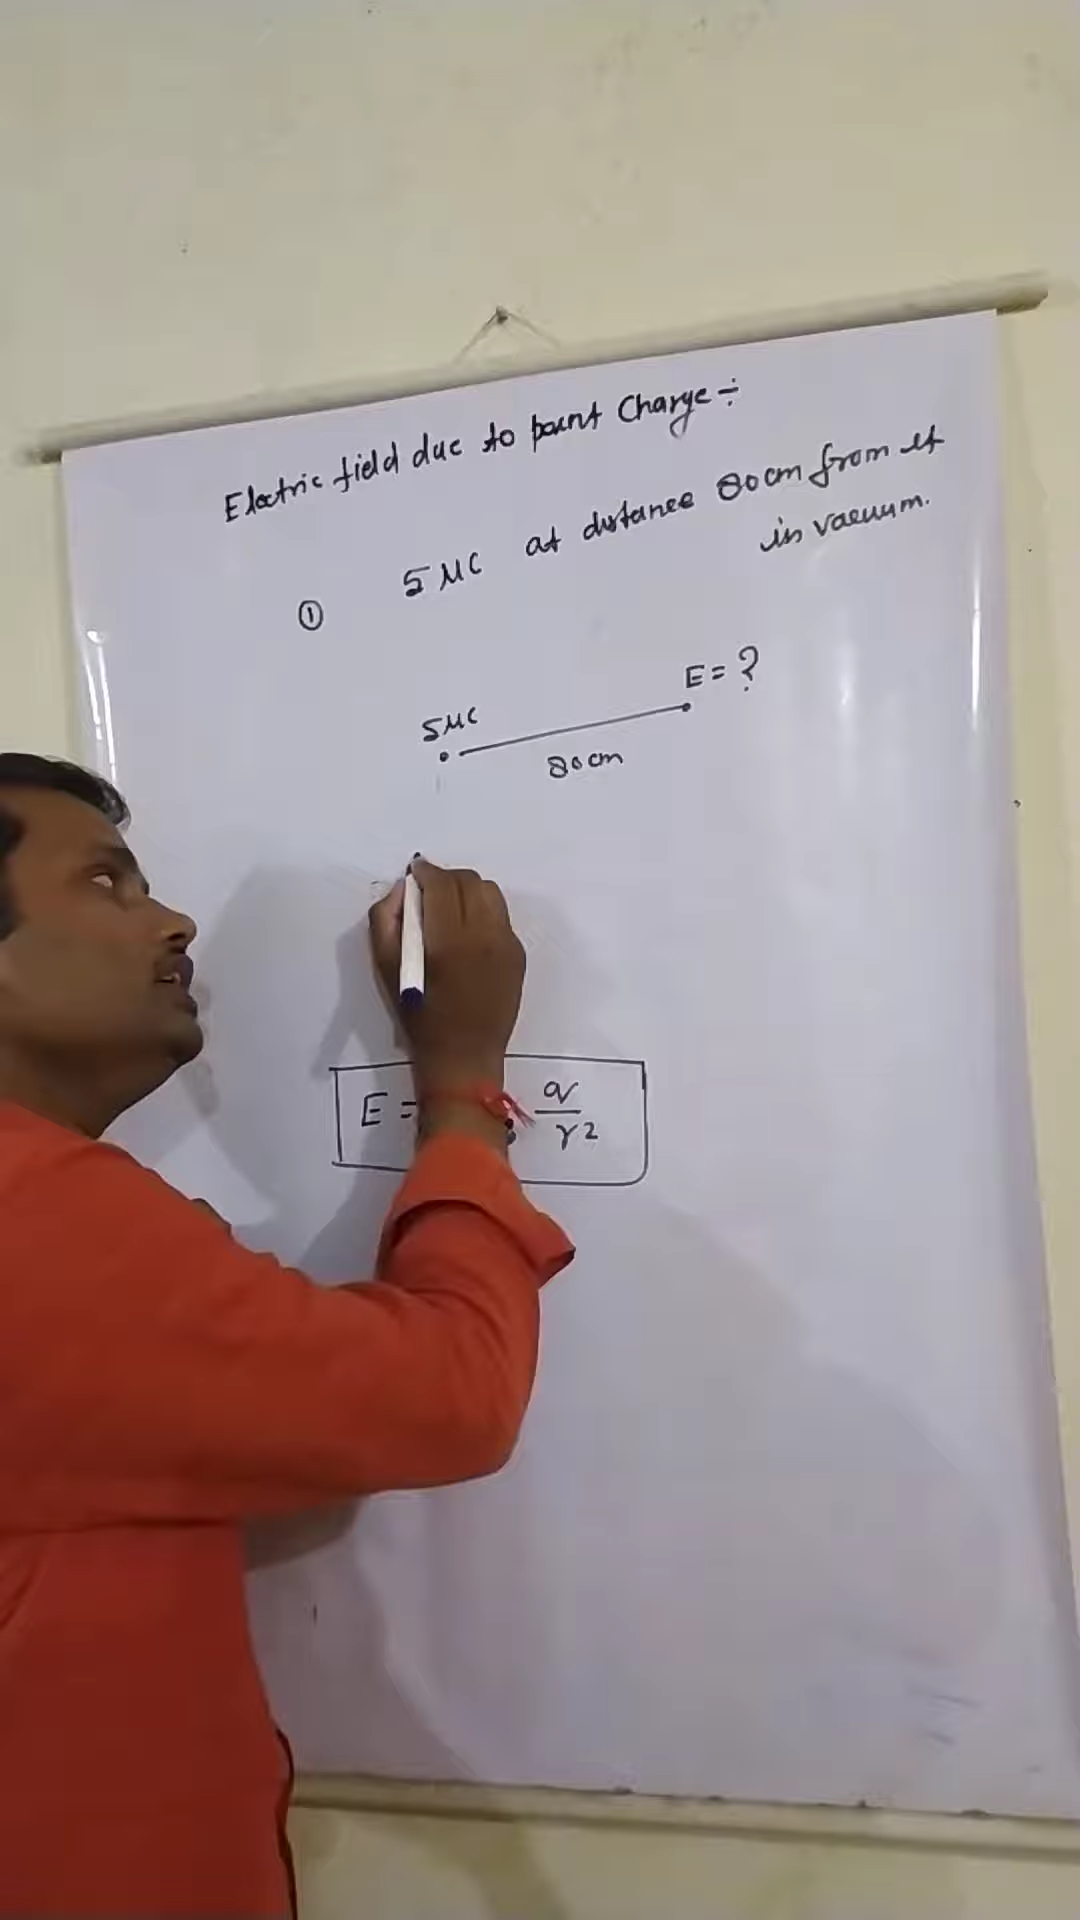 Electric field due to point Charge ÷
① 5 μC at distance 80cm from it
in vacuum.
E = ?
5μC
80cm
E = q/r²